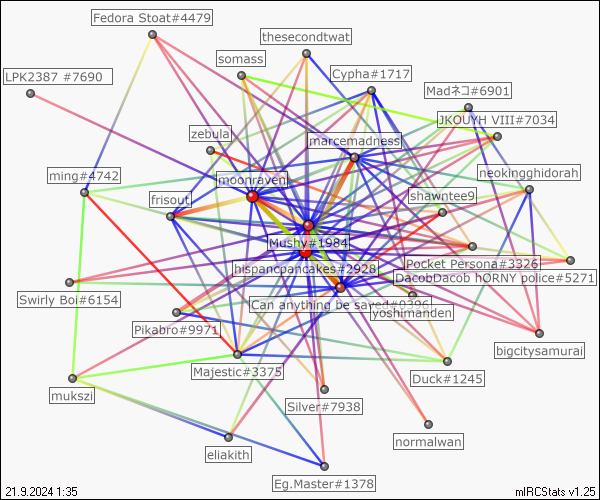 Fedora Stoat#4479
thesecondtwat
somass
LPK2387 #7690
Cypha#1717
Madネコ#6901
JKOUYH VIII#7034
zebula
marcemadness
ming#4742
moonraven
neokingghidorah
frisout
shawntee9
Mushy#1984
Pocket Persona#3326
hispancpancakes#2928
DacobDacob hORNY police#5271
Swirly Boi#6154
Can anything be saved#0396
yoshimanden
Pikabro#9971
bigcitysamurai
Majestic#3375
Duck#1245
mukszi
Silver#7938
normalwan
eliakith
Eg.Master#1378
21.9.2024 1:35
mIRCStats v1.25